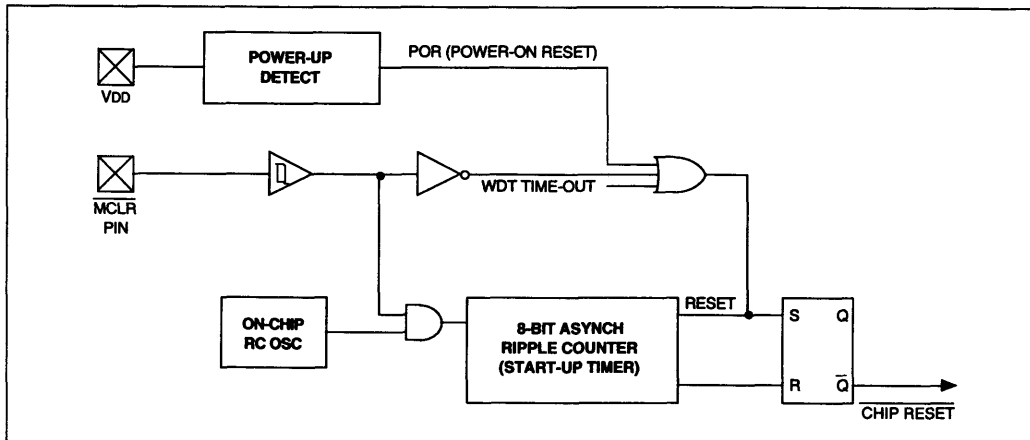 POWER-UP
DETECT
POR (POWER-ON RESET)
VDD
MCLR
PIN
WDT TIME-OUT
ON-CHIP
RC OSC
8-BIT ASYNCH
RIPPLE COUNTER
(START-UP TIMER)
RESET
S Q
R Q
CHIP RESET